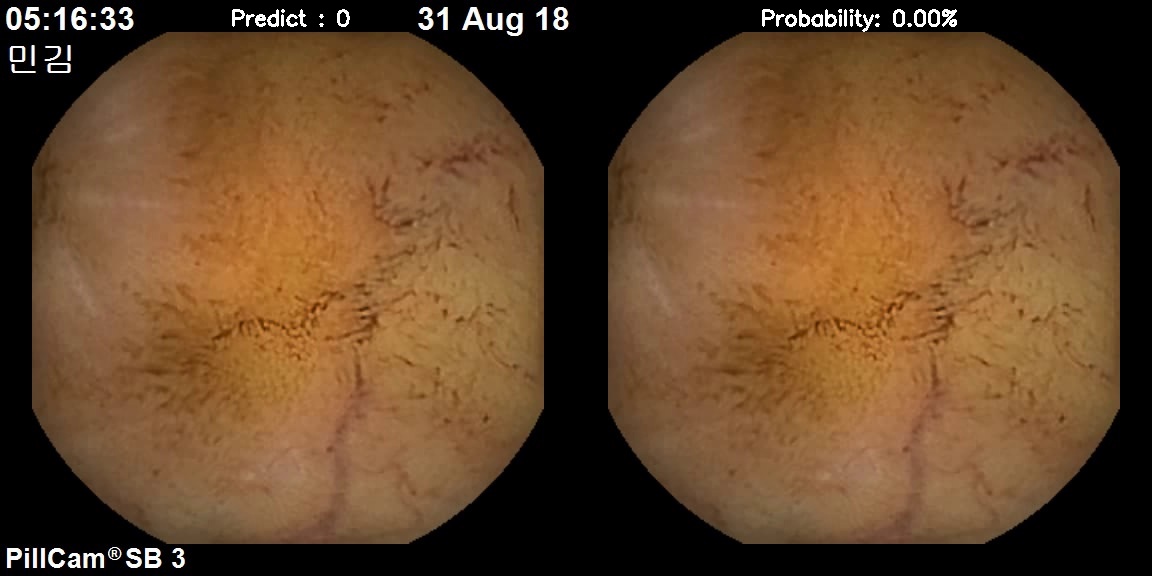 05:16:33 Predict : 0 31 Aug 18 Probability: 0.00%
민김
PillCam® SB 3